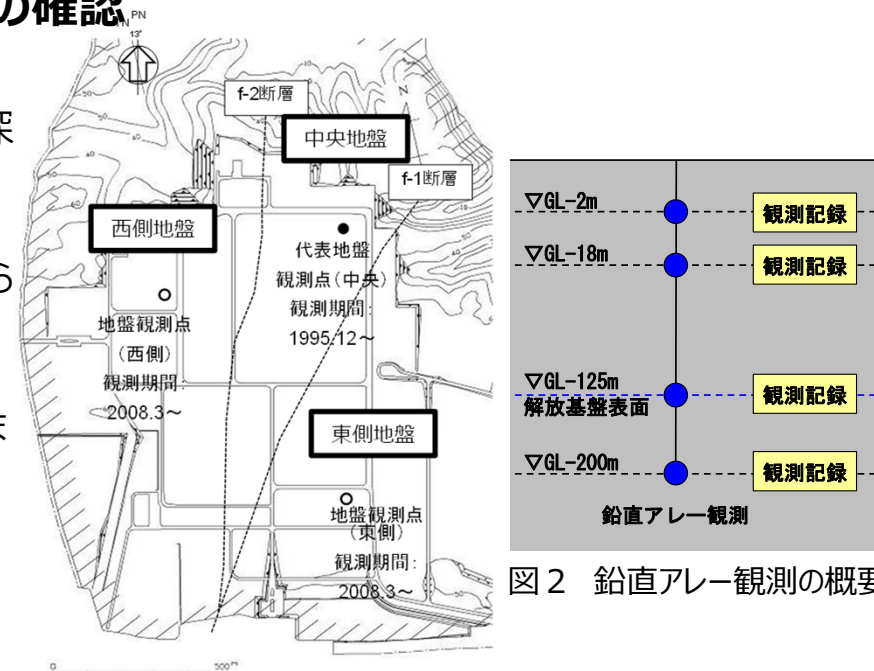 の確認
PN
13°
f-2断層
中央地盤
f-1断層
西側地盤
代表地盤
観測点(中央)
観測期間:
1995.12～
地盤観測点
(西側)
観測期間
2008.3～
東側地盤
地盤観測点
(東側)
観測期間:
2008.3～
0
500m
▽GL-2m
観測記録
▽GL-18m
観測記録
▽GL-125m
解放基盤表面
観測記録
▽GL-200m
観測記録
鉛直アレー観測
図2 鉛直アレー観測の概要